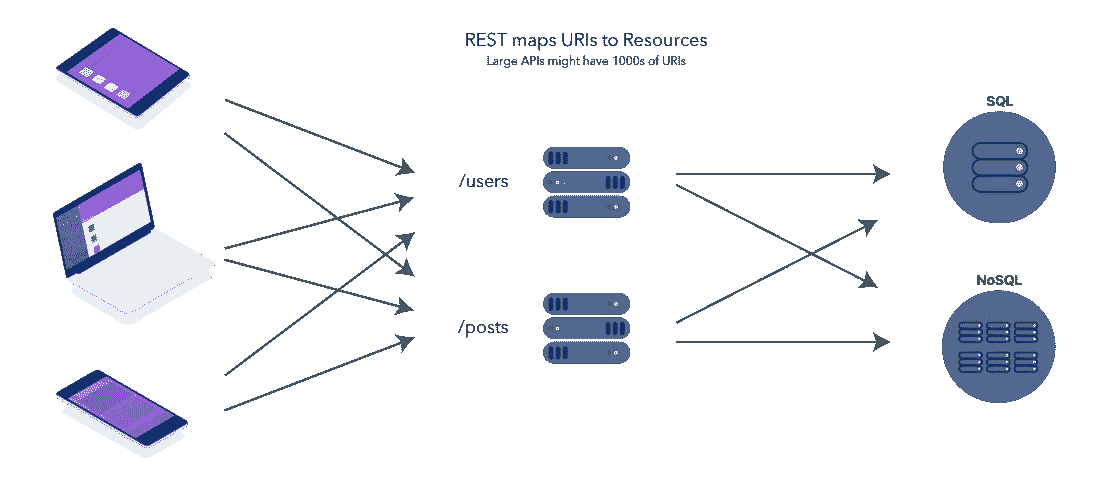 REST maps URIs to Resources
Large APIs might have 1000s of URIs
SQL
/users
NoSQL
/posts